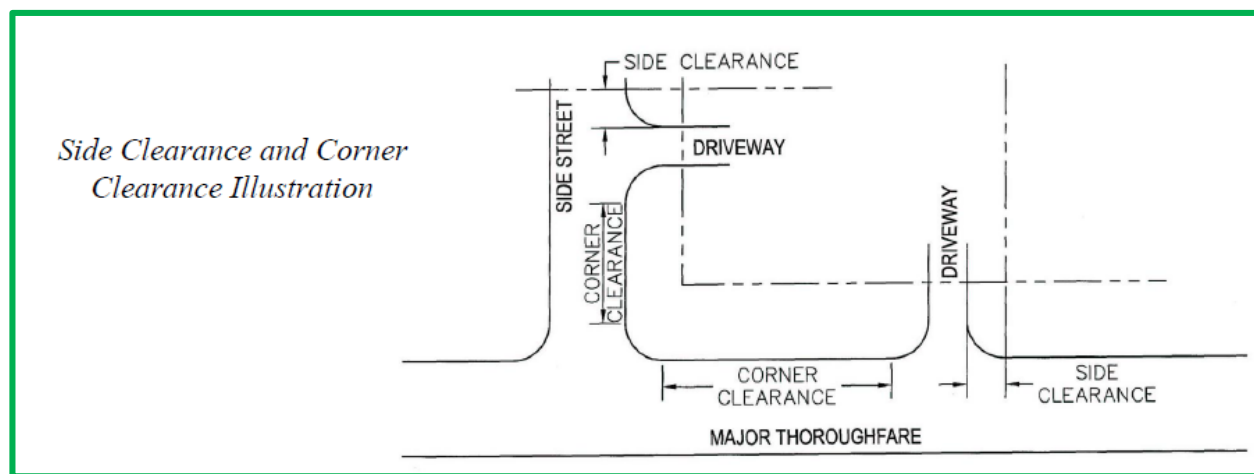 Side Clearance and Corner
Clearance Illustration
SIDE CLEARANCE
SIDE STREET
DRIVEWAY
CORNER
CLEARANCE
DRIVEWAY
CORNER
CLEARANCE
SIDE
CLEARANCE
MAJOR THOROUGHFARE